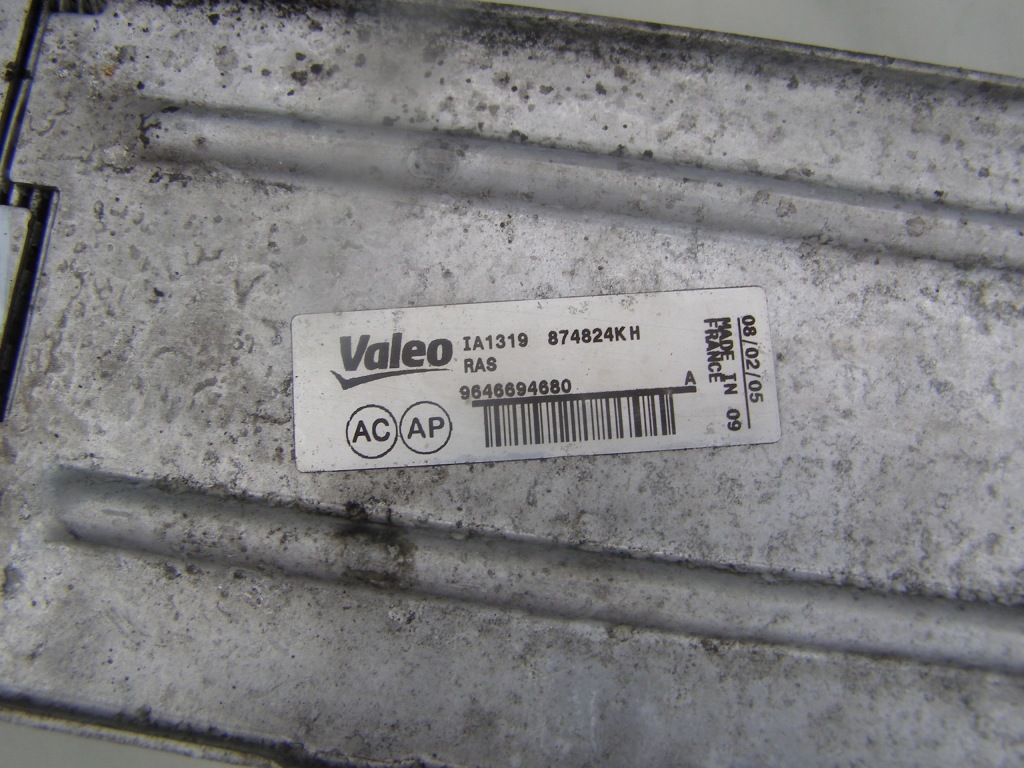 Valeo IA1319 874824KH
RAS
9646694680 A
AC AP
08/02/05
MADE IN 09
FRANCE